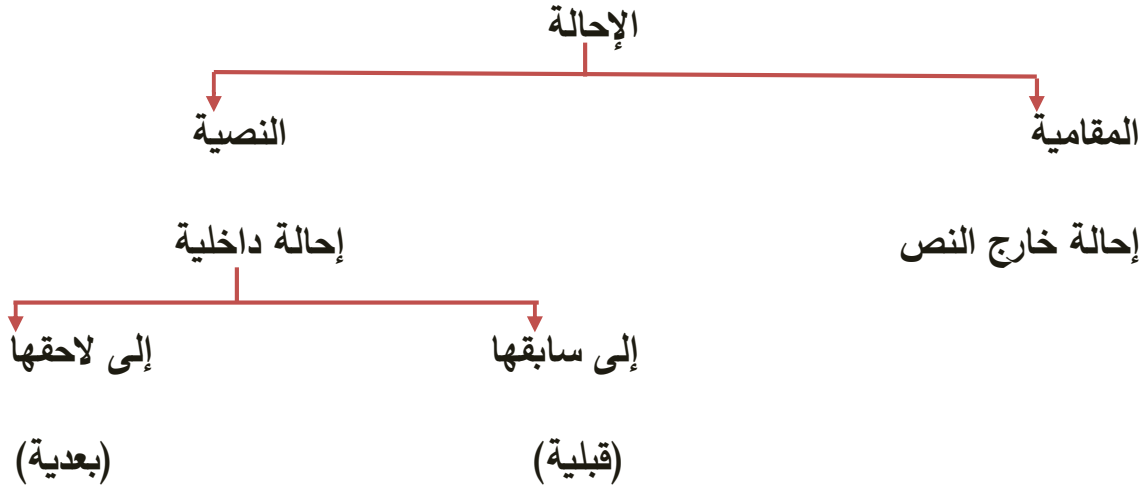 الإحالة
المقامية
النصية
إحالة خارج النص
إحالة داخلية
إلى سابقها
إلى لاحقها
(قبلية)
(بعدية)